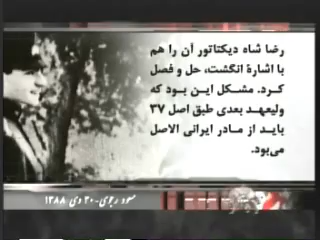 رضا شاه دیکتاتور آن را هم
با اشارهٔ انگشت، حل و فصل
کرد. مشکل این بود که
ولیعهد بعدی طبق اصل ۳۷
باید از مادر ایرانی الاصل
می‌بود.
مسعود رجوی - ۳۰ دی ۱۳۸۸